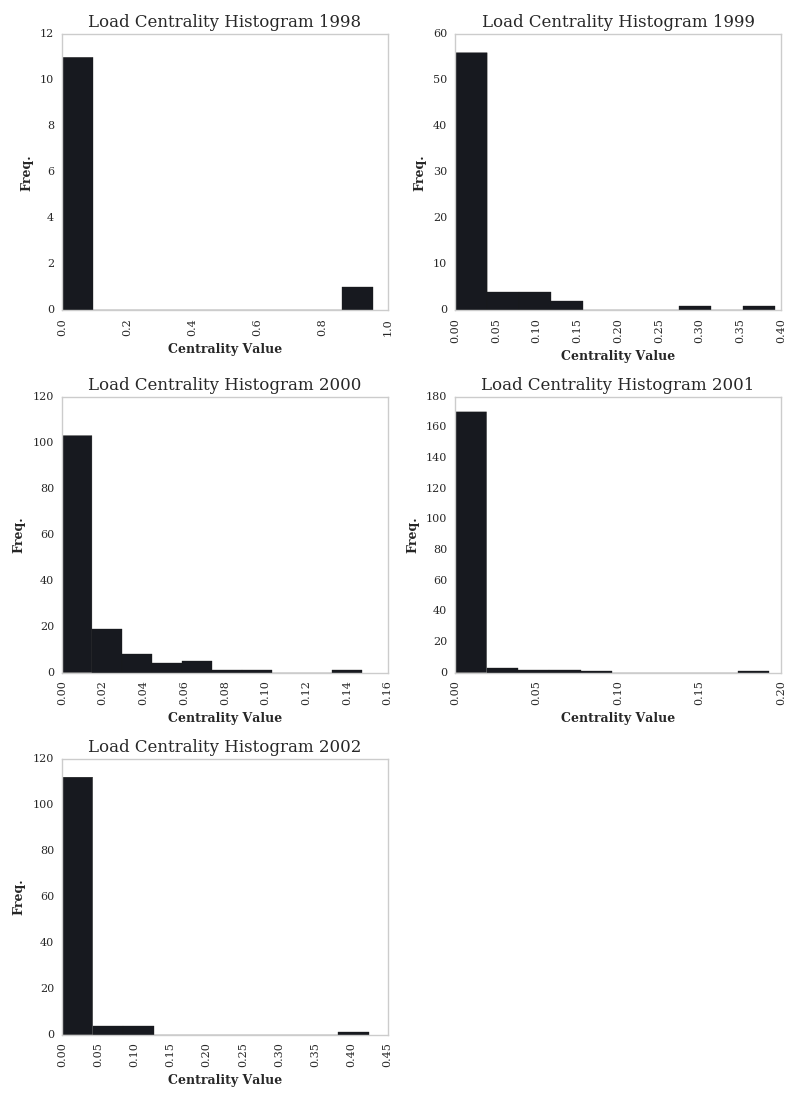 Load Centrality Histogram 1998
12
10
8
6
4
2
0
Freq.
0.0 0.2 0.4 0.6 0.8 1.0
Centrality Value
Load Centrality Histogram 1999
60
50
40
30
20
10
0
Freq.
0.00 0.05 0.10 0.15 0.20 0.25 0.30 0.35 0.40
Centrality Value
Load Centrality Histogram 2000
120
100
80
60
40
20
0
Freq.
0.00 0.02 0.04 0.06 0.08 0.10 0.12 0.14 0.16
Centrality Value
Load Centrality Histogram 2001
180
160
140
120
100
80
60
40
20
0
Freq.
0.00 0.05 0.10 0.15 0.20
Centrality Value
Load Centrality Histogram 2002
120
100
80
60
40
20
0
Freq.
0.00 0.05 0.10 0.15 0.20 0.25 0.30 0.35 0.40 0.45
Centrality Value